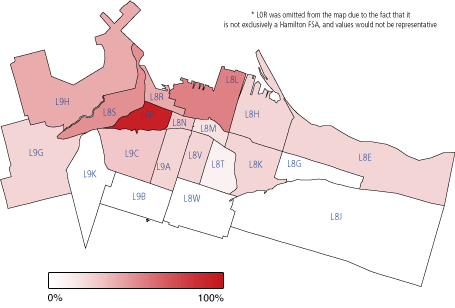 * L0R was omitted from the map due to the fact that it
is not exclusively a Hamilton FSA, and values would not be representative
L9H
L8S
L8R
L8L
L8N
L8M
L8H
L9G
L9K
L9C
L9A
L8V
L8T
L8K
L8G
L8E
L9B
L8W
L8J
0%
100%